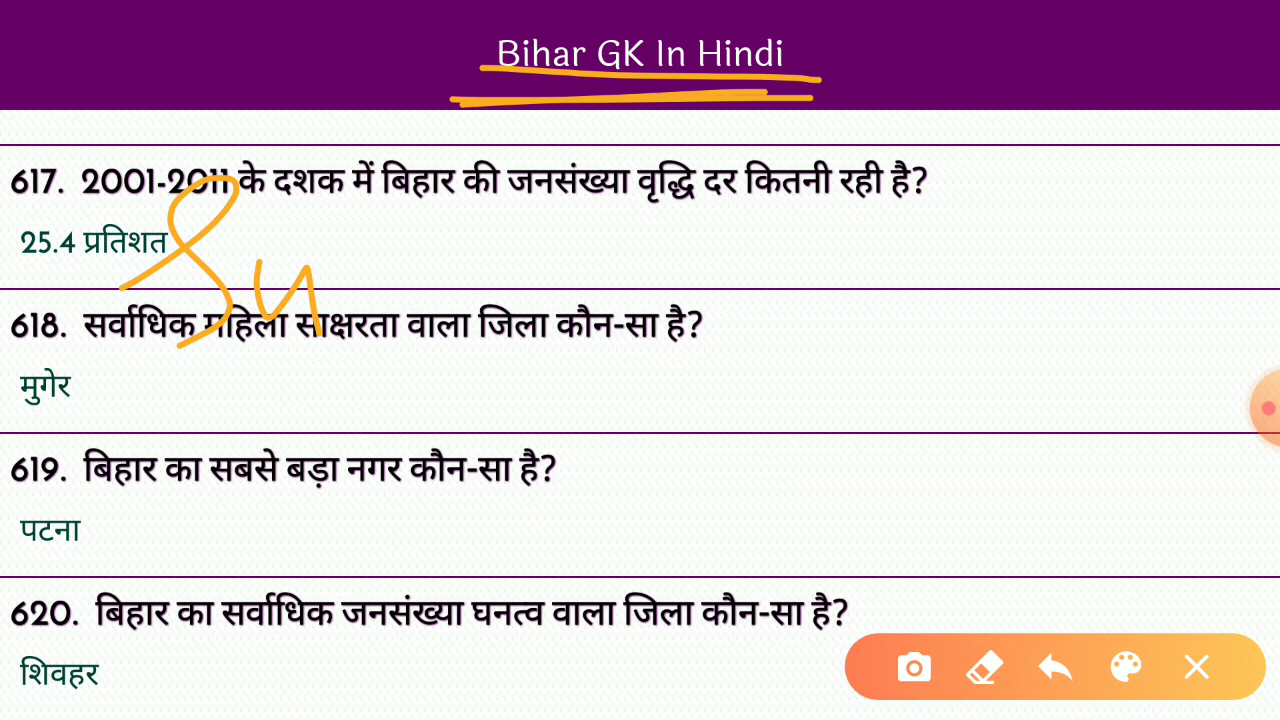 Bihar GK In Hindi
617. 2001-2011 के दशक में बिहार की जनसंख्या वृद्धि दर कितनी रही है?
25.4 प्रतिशत
618. सर्वाधिक महिला साक्षरता वाला जिला कौन-सा है?
मुगेर
619. बिहार का सबसे बड़ा नगर कौन-सा है?
पटना
620. बिहार का सर्वाधिक जनसंख्या घनत्व वाला जिला कौन-सा है?
शिवहर